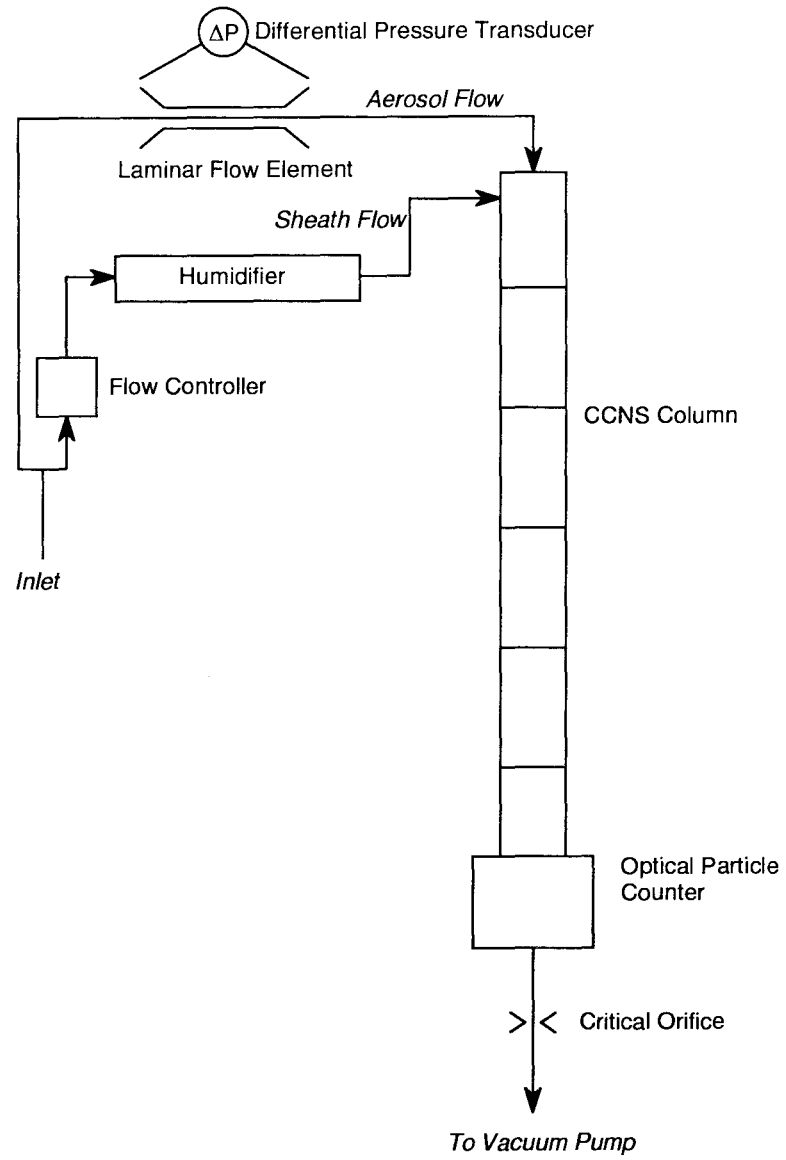 ΔP Differential Pressure Transducer
Aerosol Flow
Laminar Flow Element
Sheath Flow
Humidifier
Flow Controller
CCNS Column
Inlet
Optical Particle
Counter
Critical Orifice
To Vacuum Pump